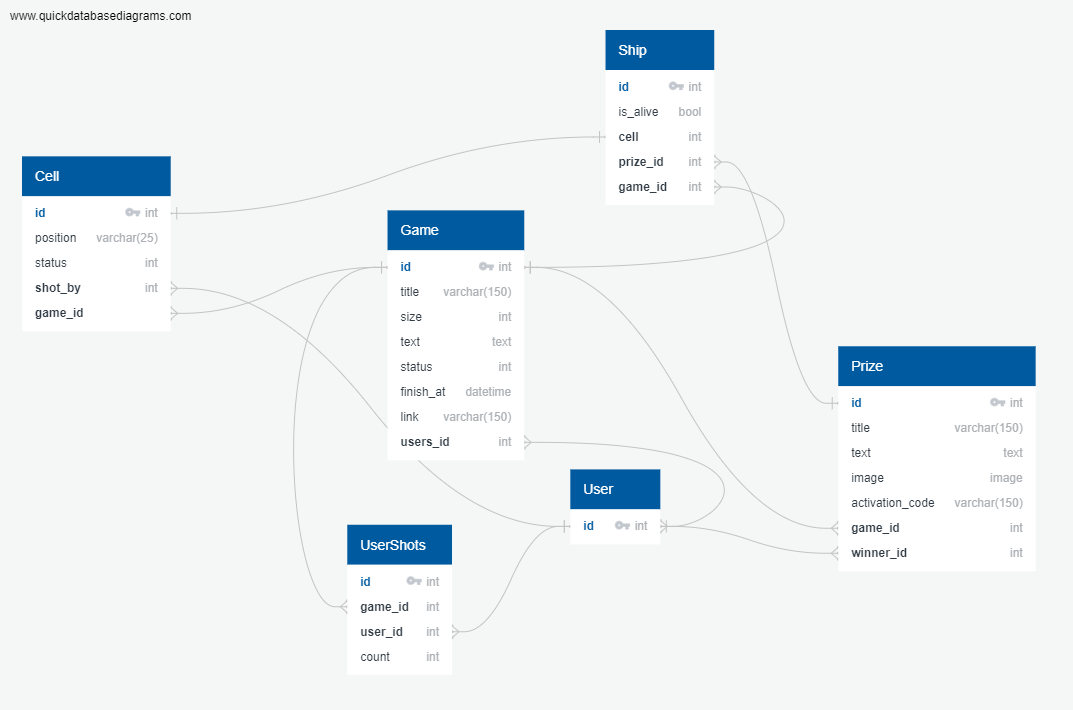 www.quickdatabasediagrams.com
Ship
id int
is_alive bool
cell int
prize_id int
game_id int
Cell
id int
position varchar(25)
status int
shot_by int
game_id
Game
id int
title varchar(150)
size int
text text
status int
finish_at datetime
link varchar(150)
users_id int
Prize
id int
title varchar(150)
text text
image image
activation_code varchar(150)
game_id int
winner_id int
User
id int
UserShots
id int
game_id int
user_id int
count int